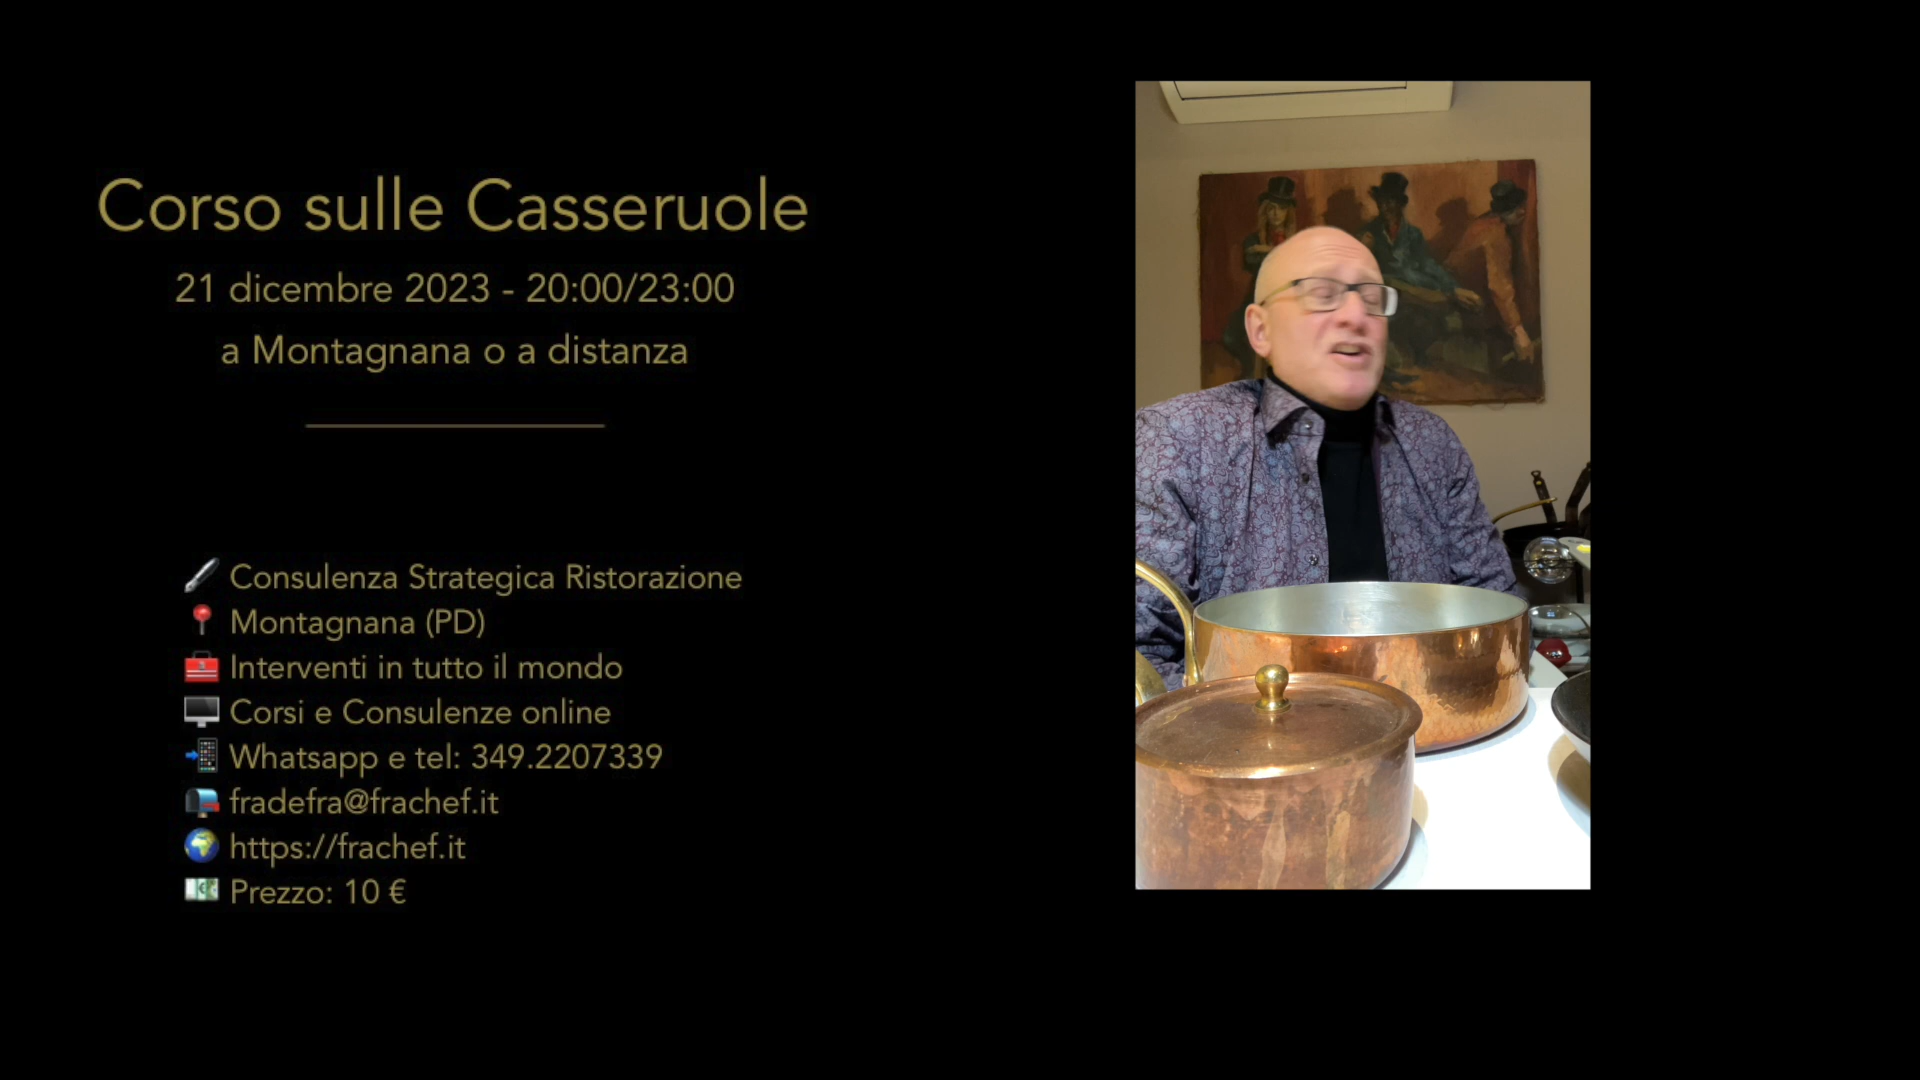 Corso sulle Casseruole
21 dicembre 2023 - 20:00/23:00
a Montagnana o a distanza
Consulenza Strategica Ristorazione
Montagnana (PD)
Interventi in tutto il mondo
Corsi e Consulenze online
Whatsapp e tel: 349.2207339
fradefra@frachef.it
https://frachef.it
Prezzo: 10 €